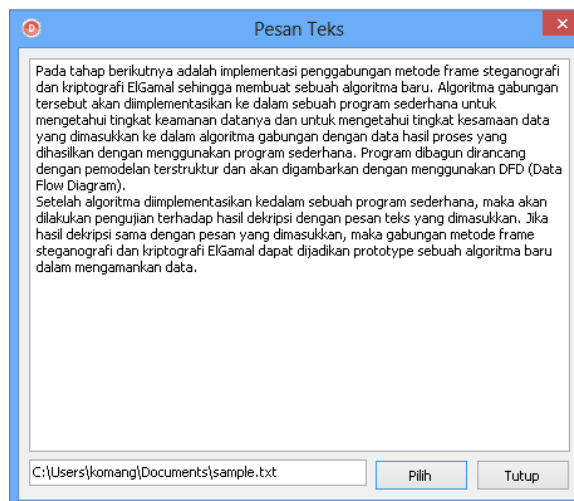 Pesan Teks
Pada tahap berikutnya adalah implementasi penggabungan metode frame steganografi
dan kriptografi ElGamal sehingga membuat sebuah algoritma baru. Algoritma gabungan
tersebut akan diimplementasikan ke dalam sebuah program sederhana untuk
mengetahui tingkat keamanan datanya dan untuk mengetahui tingkat kesamaan data
yang dimasukkan ke dalam algoritma gabungan dengan data hasil proses yang
dihasilkan dengan menggunakan program sederhana. Program dibagun dirancang
dengan pemodelan terstruktur dan akan digambarkan dengan menggunakan DFD (Data
Flow Diagram).
Setelah algoritma diimplementasikan kedalam sebuah program sederhana, maka akan
dilakukan pengujian terhadap hasil dekripsi dengan pesan teks yang dimasukkan. Jika
hasil dekripsi sama dengan pesan yang dimasukkan, maka gabungan metode frame
steganografi dan kriptografi ElGamal dapat dijadikan prototype sebuah algoritma baru
dalam mengamankan data.
C:\Users\komang\Documents\sample.txt
Pilih
Tutup